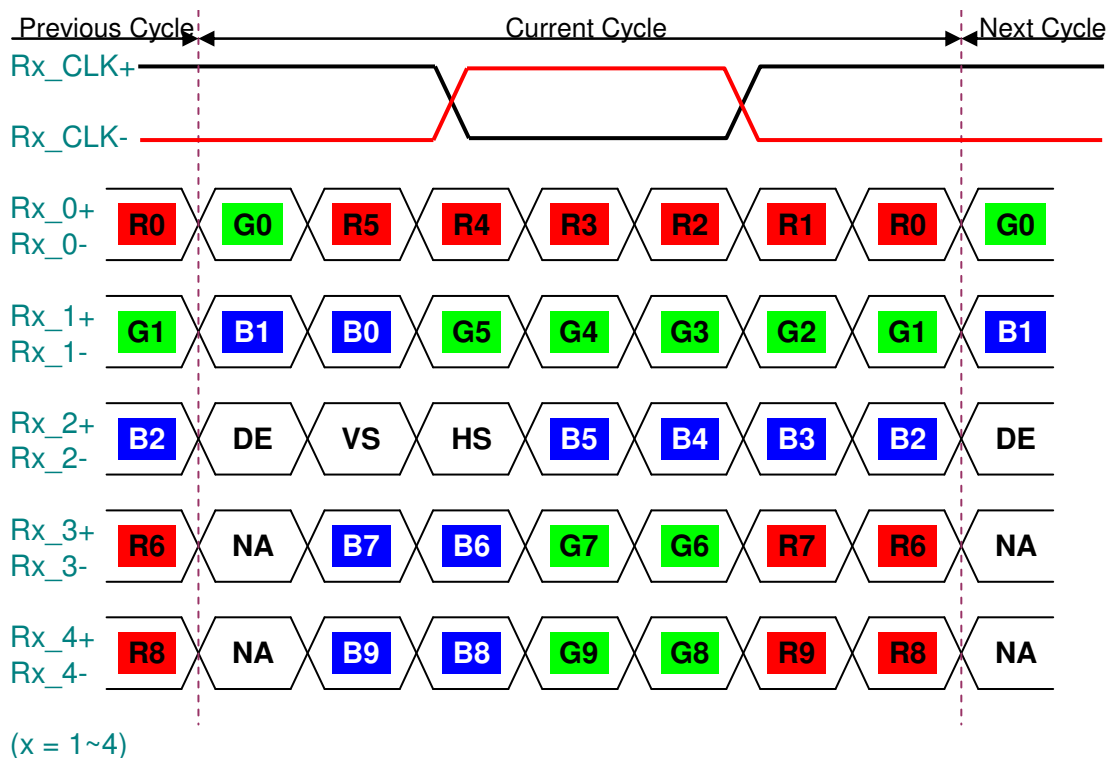 Previous Cycle Current Cycle Next Cycle
Rx_CLK+
Rx_CLK-
Rx_0+
Rx_0-
R0 G0 R5 R4 R3 R2 R1 R0 G0
Rx_1+
Rx_1-
G1 B1 B0 G5 G4 G3 G2 G1 B1
Rx_2+
Rx_2-
B2 DE VS HS B5 B4 B3 B2 DE
Rx_3+
Rx_3-
R6 NA B7 B6 G7 G6 R7 R6 NA
Rx_4+
Rx_4-
R8 NA B9 B8 G9 G8 R9 R8 NA
(x = 1~4)